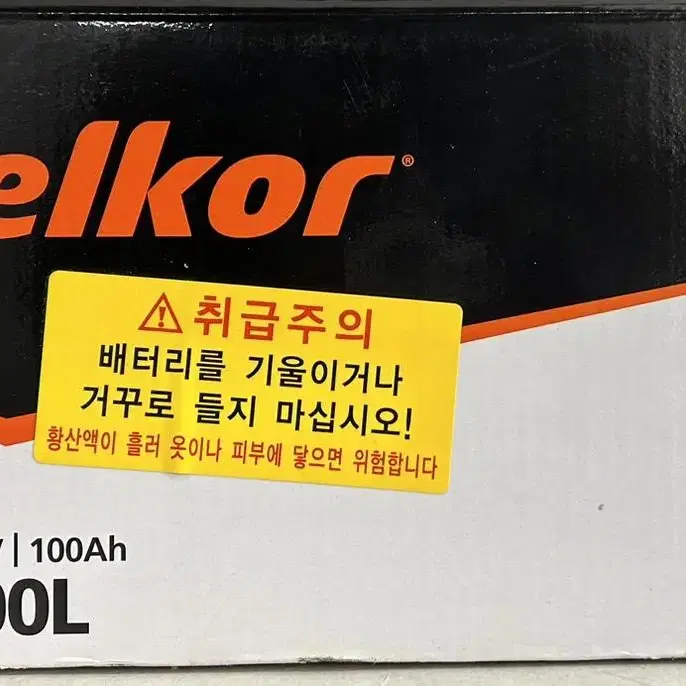 elkor®
취급주의
배터리를 기울이거나
거꾸로 들지 마십시오!
황산액이 흘러 옷이나 피부에 닿으면 위험합니다
| 100Ah
00L